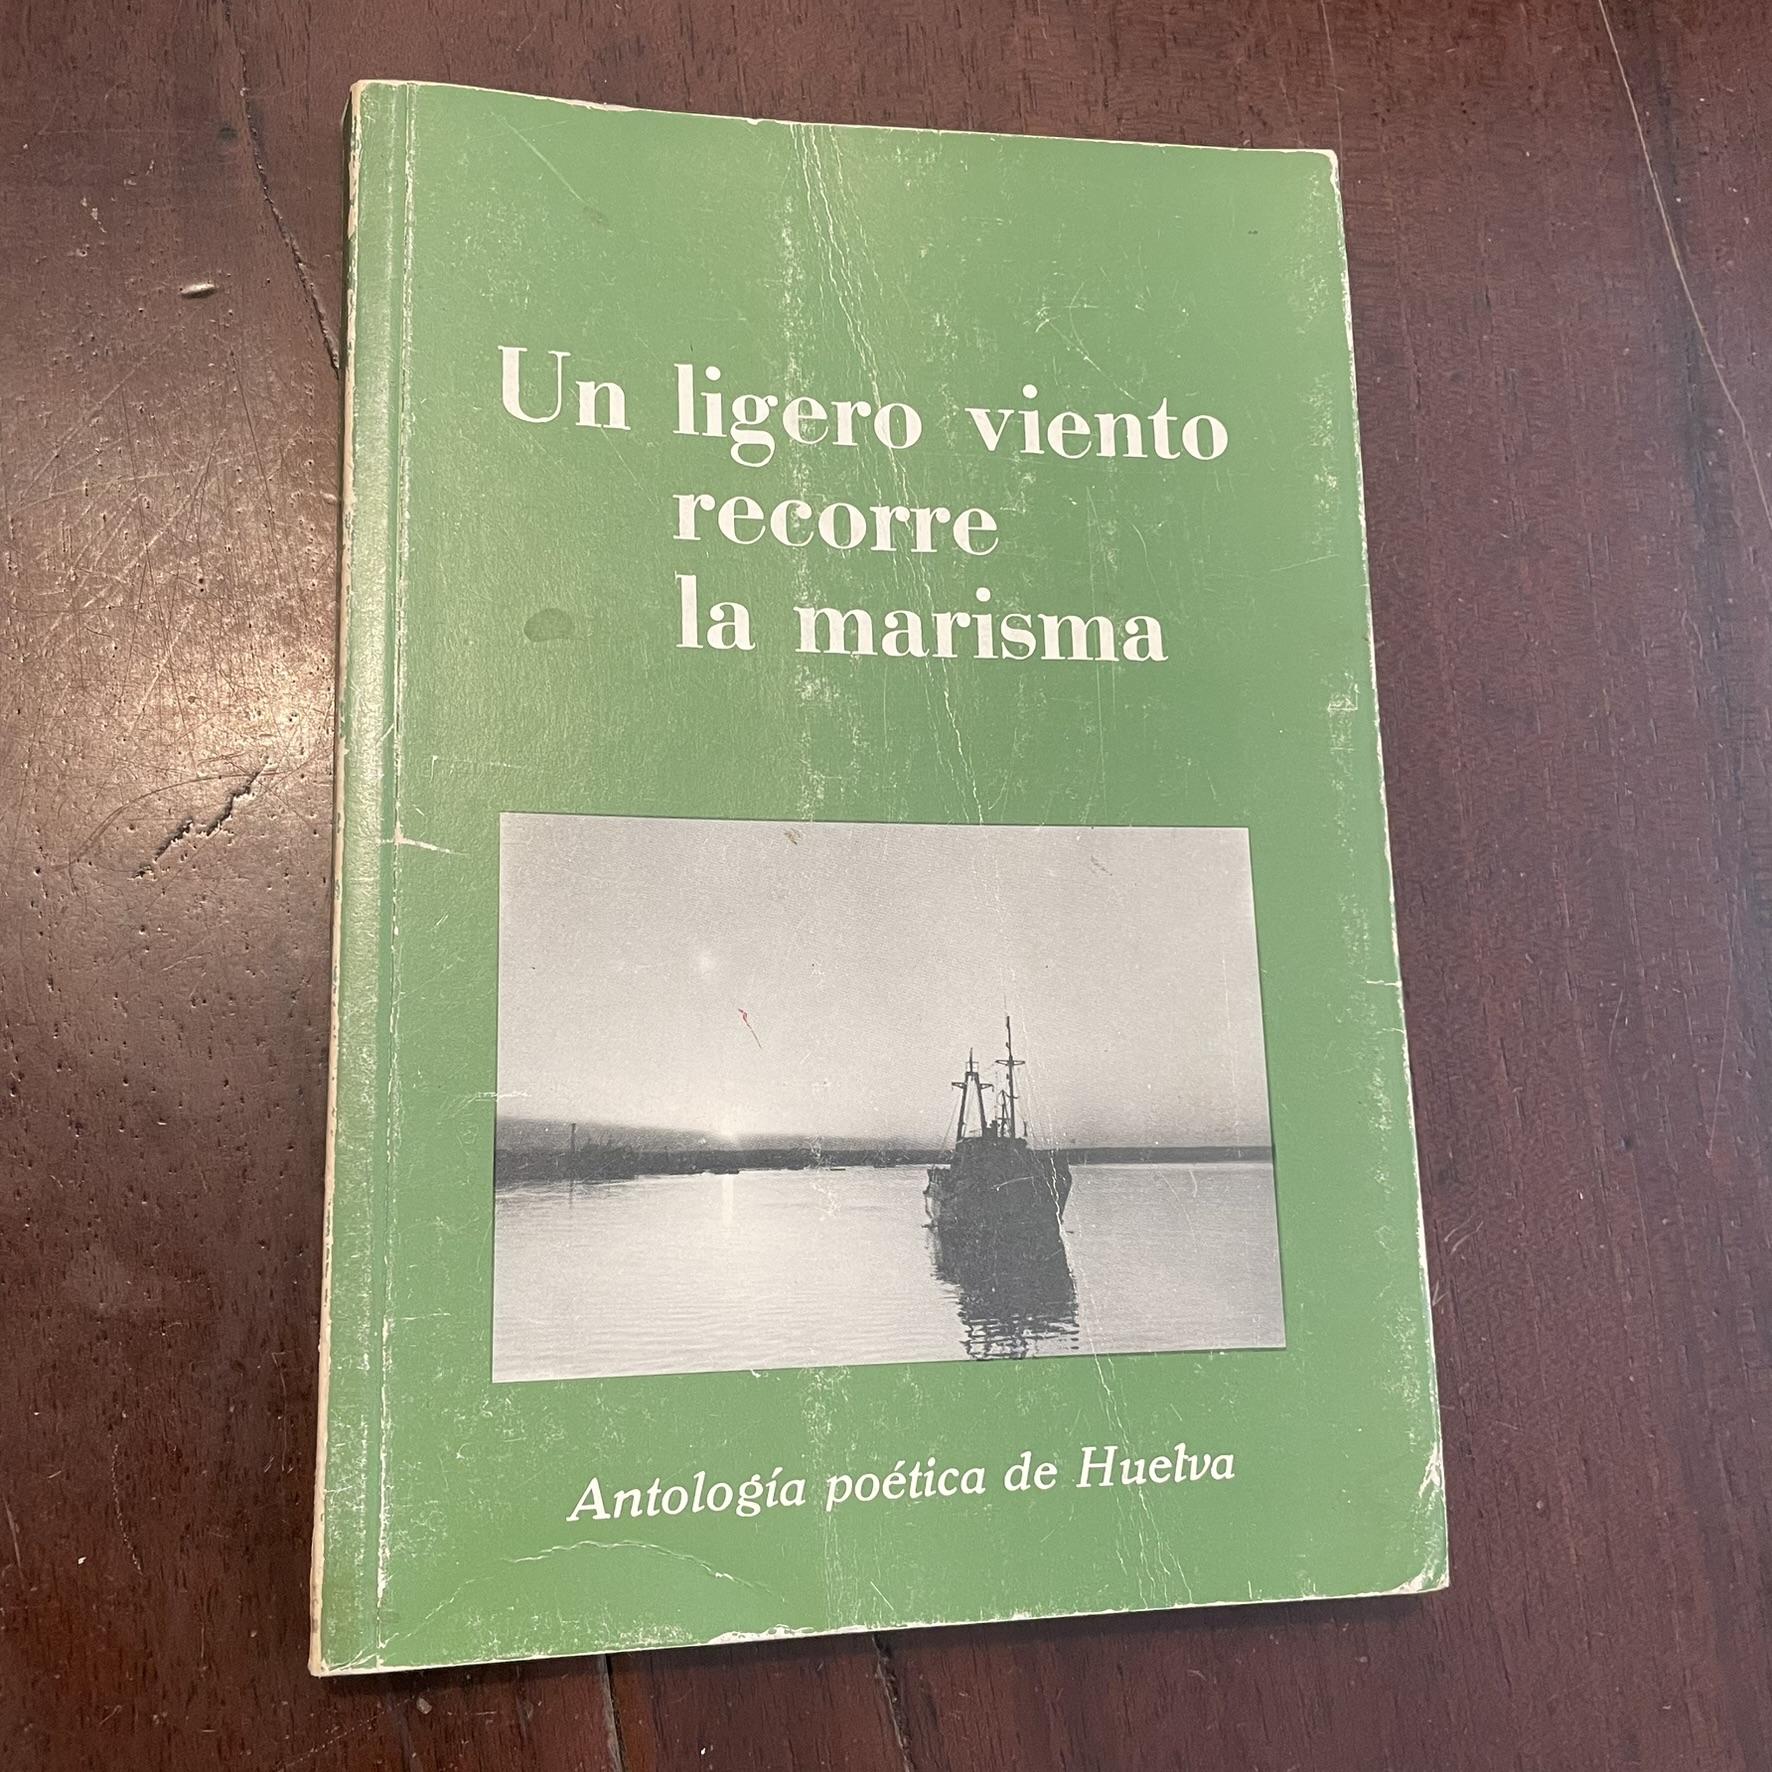 Un ligero viento
recorre
la marisma
Antología poética de Huelva